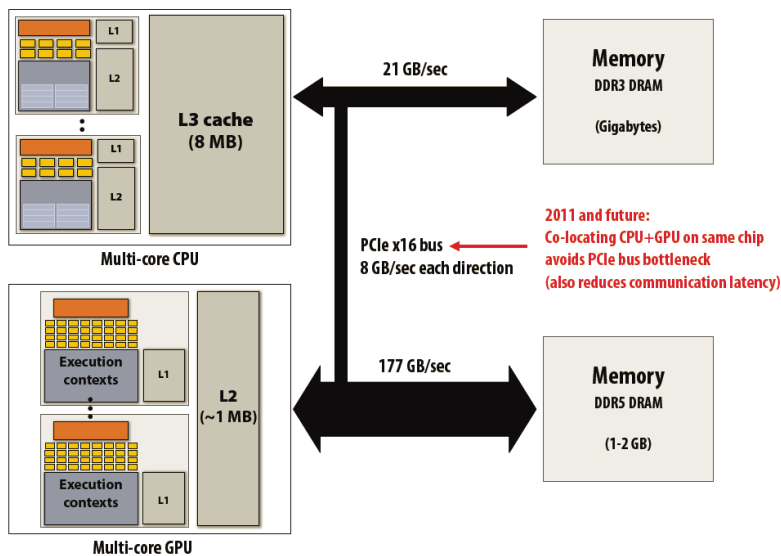 L1
L2
L3 cache
(8 MB)
L1
L2
Multi-core CPU
21 GB/sec
Memory
DDR3 DRAM
(Gigabytes)
PCIe x16 bus
8 GB/sec each direction
2011 and future:
Co-locating CPU+GPU on same chip
avoids PCIe bus bottleneck
(also reduces communication latency)
Execution
contexts
L1
L2
(~1 MB)
Execution
contexts
L1
Multi-core GPU
177 GB/sec
Memory
DDR5 DRAM
(1-2 GB)